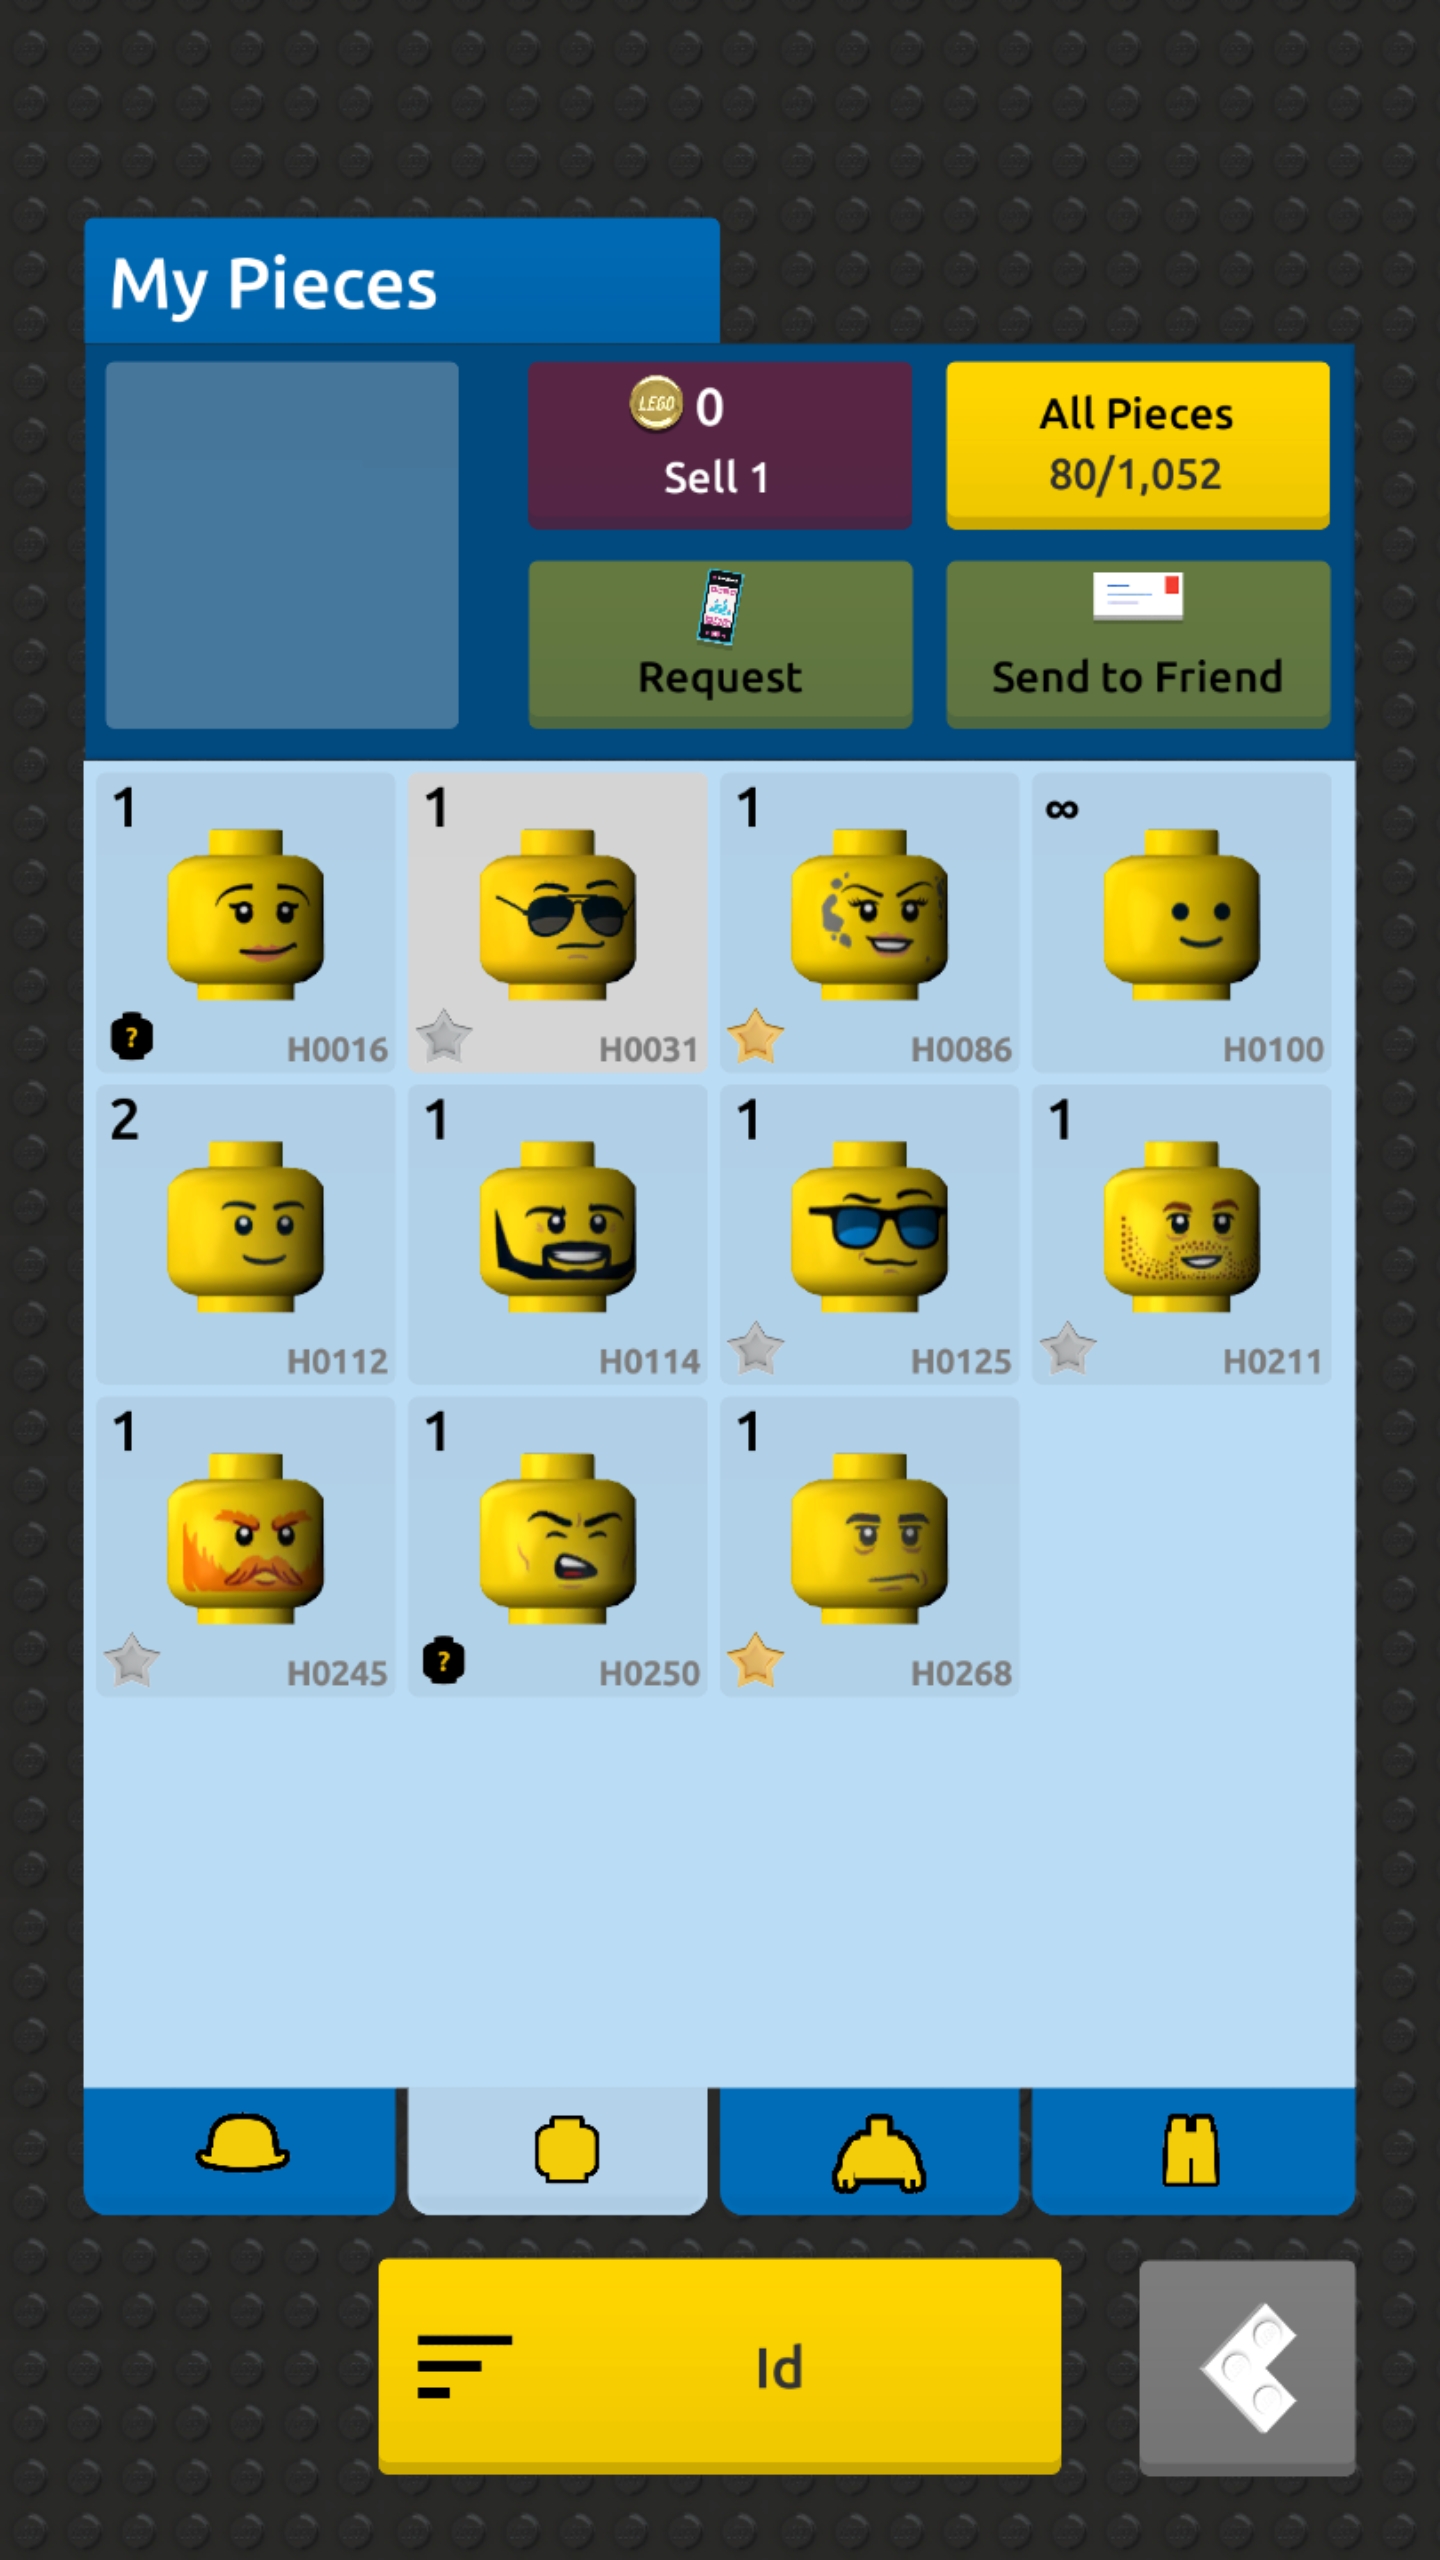 My Pieces
LEGO 0
Sell 1
All Pieces
80/1,052
Request
Send to Friend
1
H0016
1
H0031
1
H0086
∞
H0100
2
H0112
1
H0114
1
H0125
1
H0211
1
H0245
1
H0250
1
H0268
?
?
Id